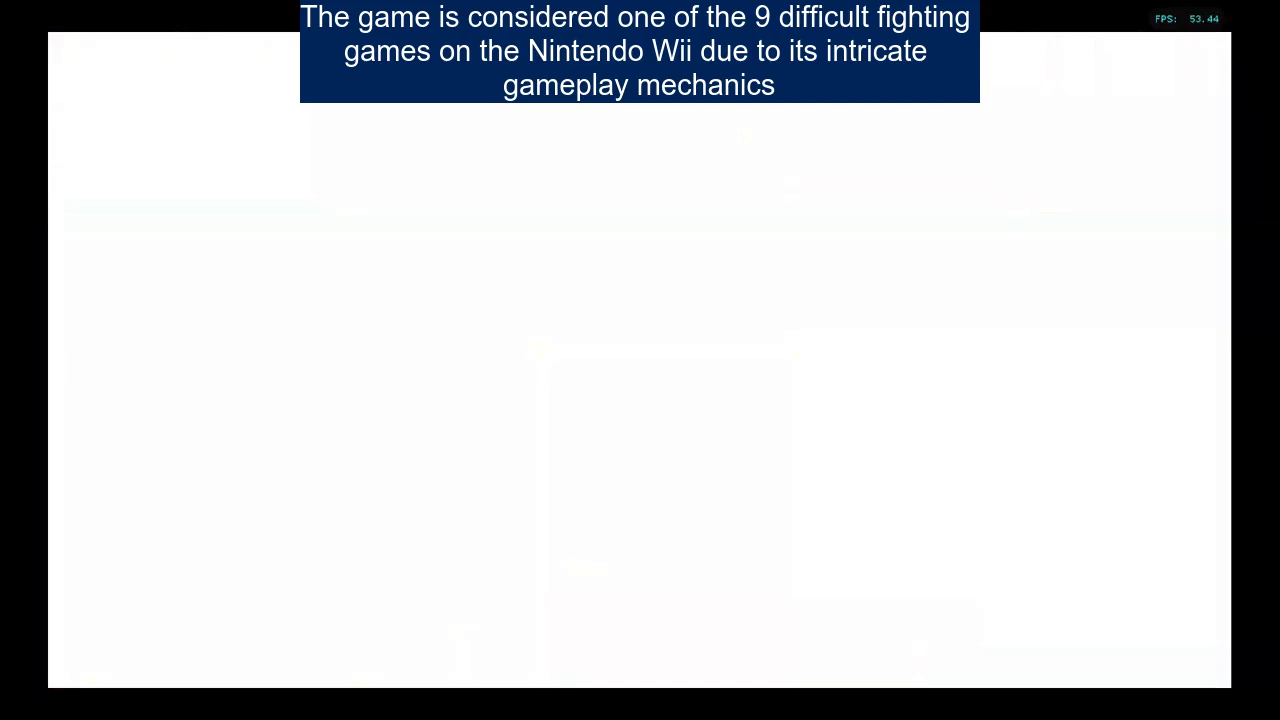 The game is considered one of the 9 difficult fighting
games on the Nintendo Wii due to its intricate
gameplay mechanics
FPS: 53.44